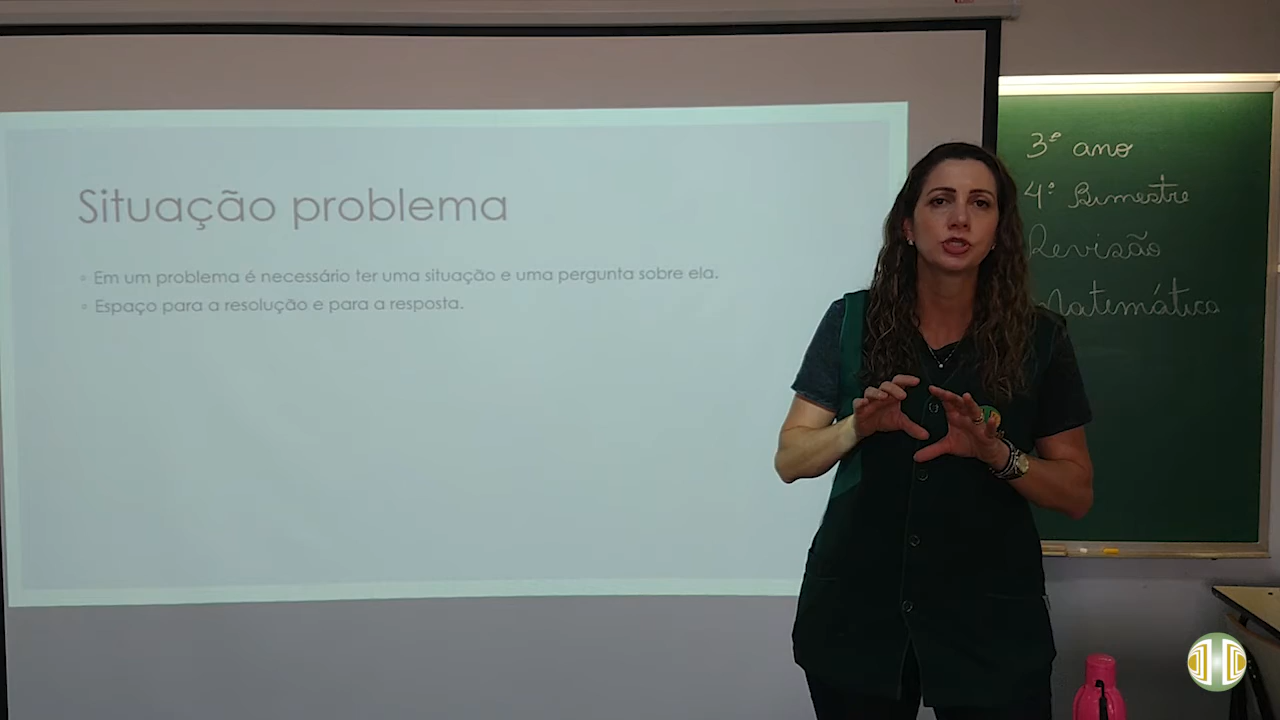 Situação problema
Em um problema é necessário ter uma situação e uma pergunta sobre ela.
Espaço para a resolução e para a resposta.
3º ano
4º Bimestre
Revisão
Matemática